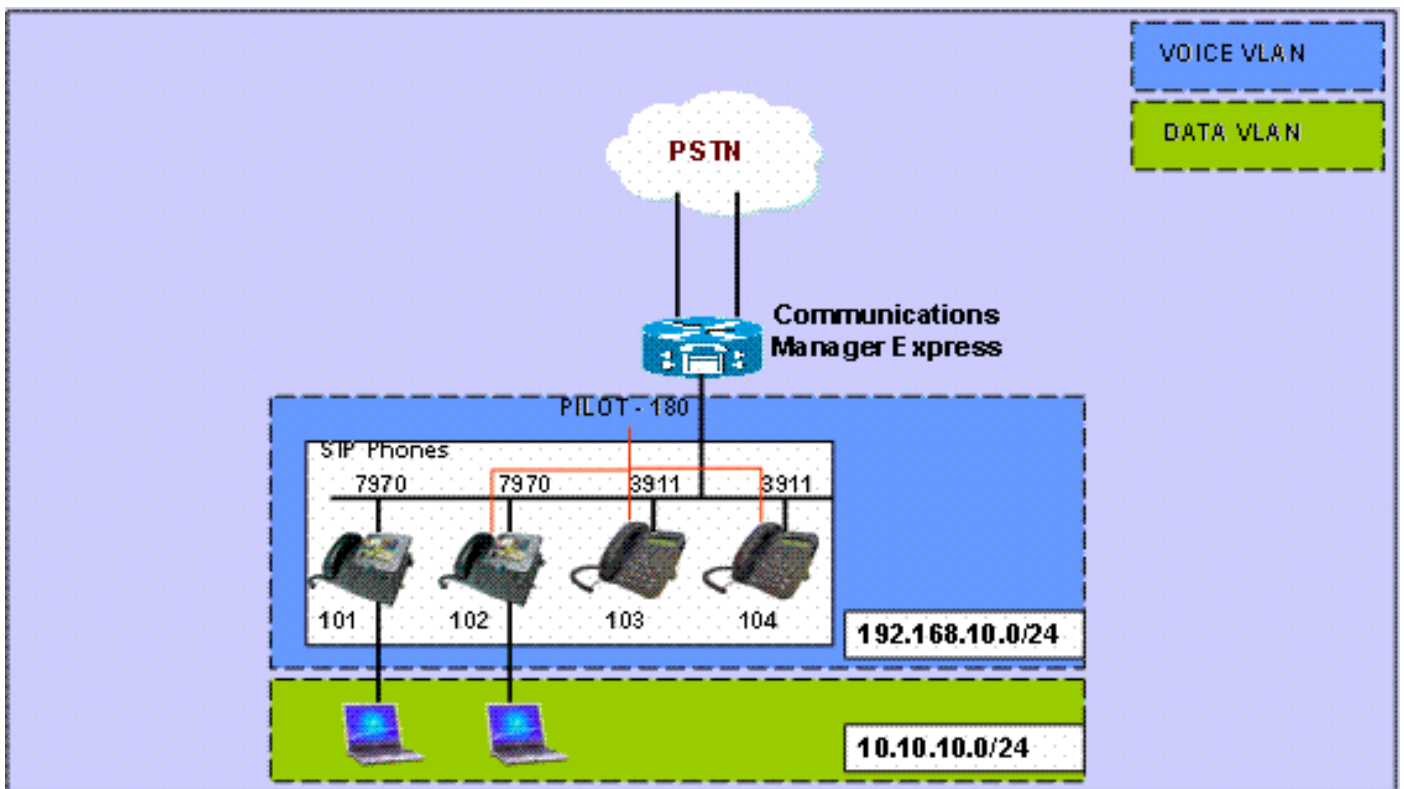 VOICE VLAN
DATA VLAN
PSTN
Communications
Manager Express
PILOT - 180
SIP Phones
7970 7970 3911 3911
101 102 103 104
192.168.10.0/24
10.10.10.0/24